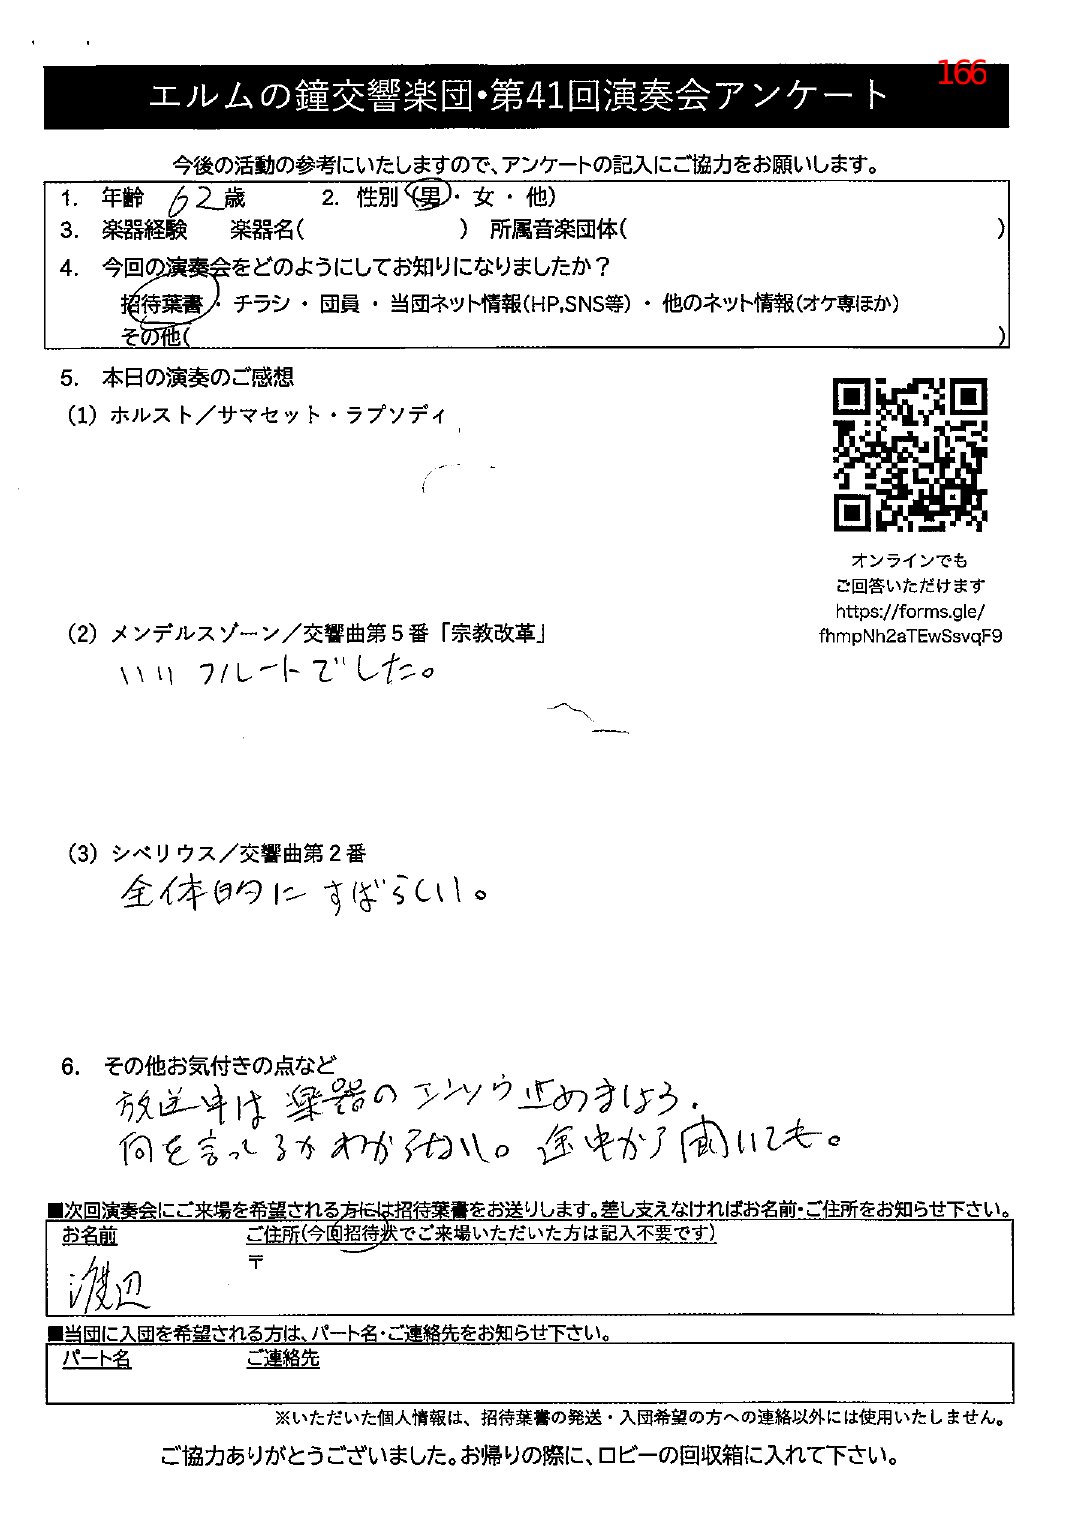 166
エルムの鐘交響楽団・第41回演奏会アンケート
今後の活動の参考にいたしますので、アンケートの記入にご協力をお願いします。
1. 年齢 62歳 2. 性別(男・女・他)
3. 楽器経験 楽器名( ) 所属音楽団体( )
4. 今回の演奏会をどのようにしてお知りになりましたか?
招待葉書・チラシ・団員・当団ネット情報(HP,SNS等)・他のネット情報(オケ専ほか)
その他( )
5. 本日の演奏のご感想
(1) ホルスト/サマセット・ラプソディ
オンラインでも
ご回答いただけます
https://forms.gle/
fhmpNh2aTEwSsvqF9
(2) メンデルスゾーン/交響曲第5番「宗教改革」
いい フルートでした。
(3) シベリウス/交響曲第2番
全体的に すばらしい。
6. その他お気付きの点など
放送中は 楽器の エンソウ 止めましょう.
何を言ってるか わからない。 途中から 聞いても。
■次回演奏会にご来場を希望される方には招待葉書をお送りします。差し支えなければお名前・ご住所をお知らせ下さい。
お名前 ご住所(今回招待状でご来場いただいた方は記入不要です)
〒
渡辺
■当団に入団を希望される方は、パート名・ご連絡先をお知らせ下さい。
パート名 ご連絡先
※いただいた個人情報は、招待葉書の発送・入団希望の方への連絡以外には使用いたしません。
ご協力ありがとうございました。お帰りの際に、ロビーの回収箱に入れて下さい。